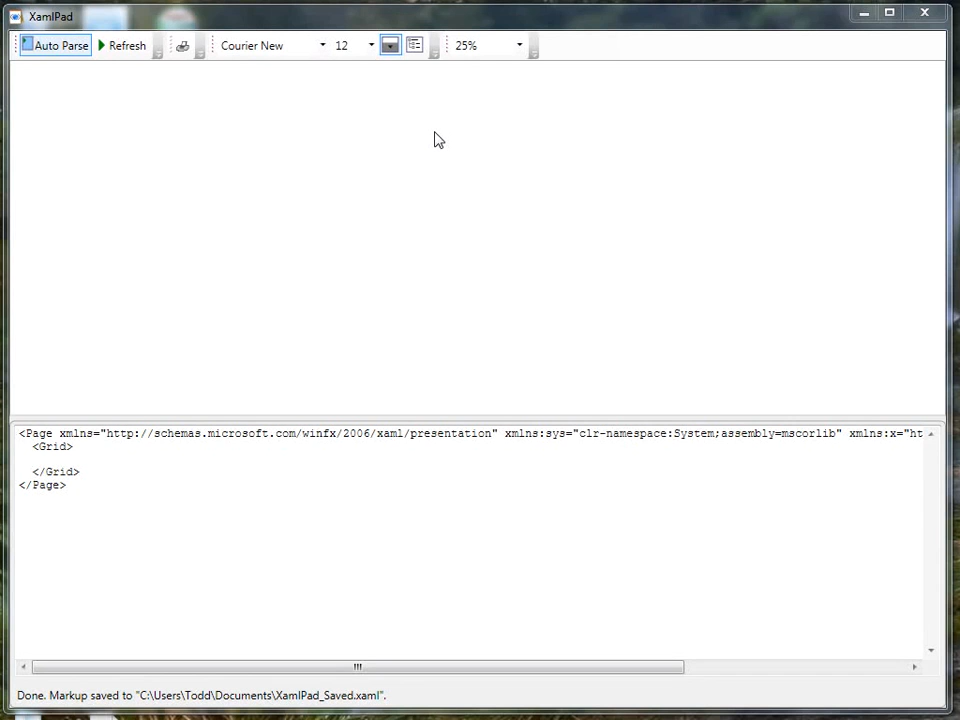 XamlPad
Auto Parse Refresh Courier New 12 25%
<Page xmlns="http://schemas.microsoft.com/winfx/2006/xaml/presentation" xmlns:sys="clr-namespace:System;assembly=mscorlib" xmlns:x="ht
<Grid>
</Grid>
</Page>
Done. Markup saved to "C:\Users\Todd\Documents\XamlPad_Saved.xaml".